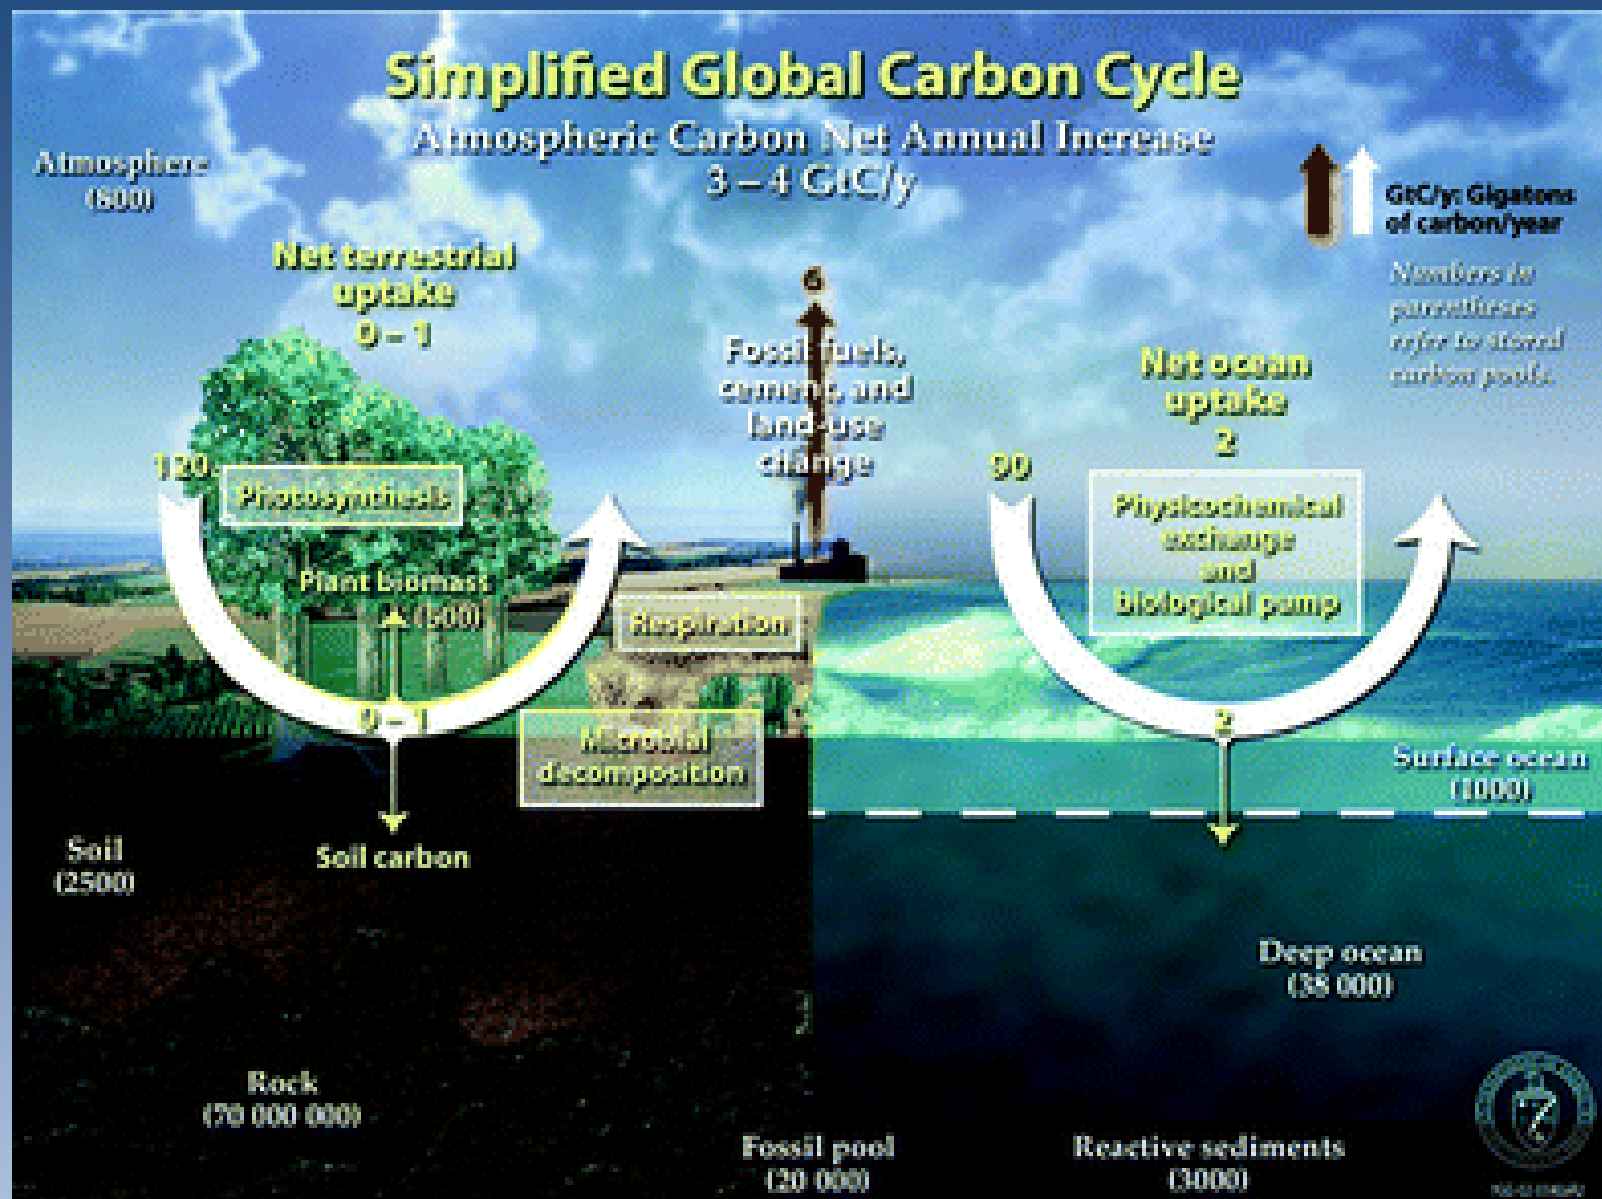 Simplified Global Carbon Cycle
Atmospheric Carbon Net Annual Increase
3 – 4 GtC/y
Atmosphere
(800)
GtC/y: Gigatons
of carbon/year
Numbers in
parentheses
refer to stored
carbon pools.
Net terrestrial
uptake
0 – 1
6
Fossil fuels,
cement, and
land-use
change
Net ocean
uptake
2
120
Photosynthesis
90
Physicochemical
exchange
and
biological pump
Plant biomass
(500)
Respiration
0 – 1
2
Microbial
decomposition
Surface ocean
(1000)
Soil
(2500)
Soil carbon
Deep ocean
(38 000)
Rock
(70 000 000)
Fossil pool
(20 000)
Reactive sediments
(3000)